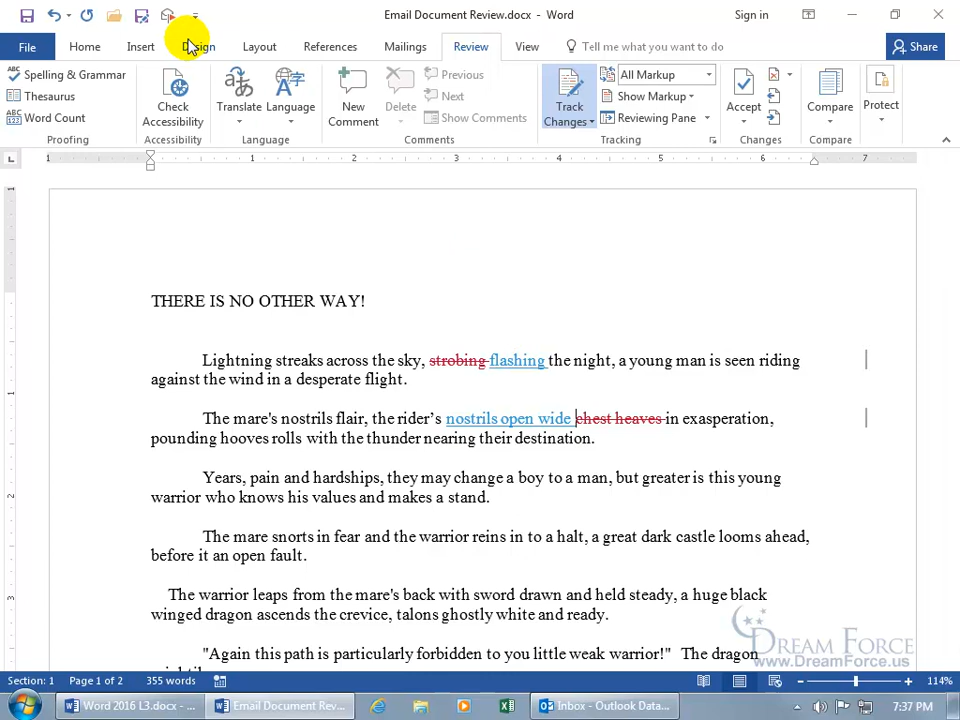 Email Document Review.docx - Word
Sign in
File Home Insert Design Layout References Mailings Review View Tell me what you want to do Share
Spelling & Grammar
Thesaurus
ABC 123 Word Count
Proofing
Check Accessibility
Accessibility
Translate Language
Language
New Comment
Delete
Previous
Next
Show Comments
Comments
Track Changes
All Markup
Show Markup
Reviewing Pane
Tracking
Accept
Changes
Compare
Compare
Protect
1 1 2 3 4 5 6 7
THERE IS NO OTHER WAY!
Lightning streaks across the sky, strobing flashing the night, a young man is seen riding
against the wind in a desperate flight.
The mare's nostrils flair, the rider’s nostrils open wide chest heaves in exasperation,
pounding hooves rolls with the thunder nearing their destination.
Years, pain and hardships, they may change a boy to a man, but greater is this young
warrior who knows his values and makes a stand.
The mare snorts in fear and the warrior reins in to a halt, a great dark castle looms ahead,
before it an open fault.
The warrior leaps from the mare's back with sword drawn and held steady, a huge black
winged dragon ascends the crevice, talons ghostly white and ready.
"Again this path is particularly forbidden to you little weak warrior!" The dragon
DREAM FORCE
www.DreamForce.us
Section: 1 Page 1 of 2 355 words 114%
Word 2016 L3.docx - ... Email Document Rev... Inbox - Outlook Data... 7:37 PM